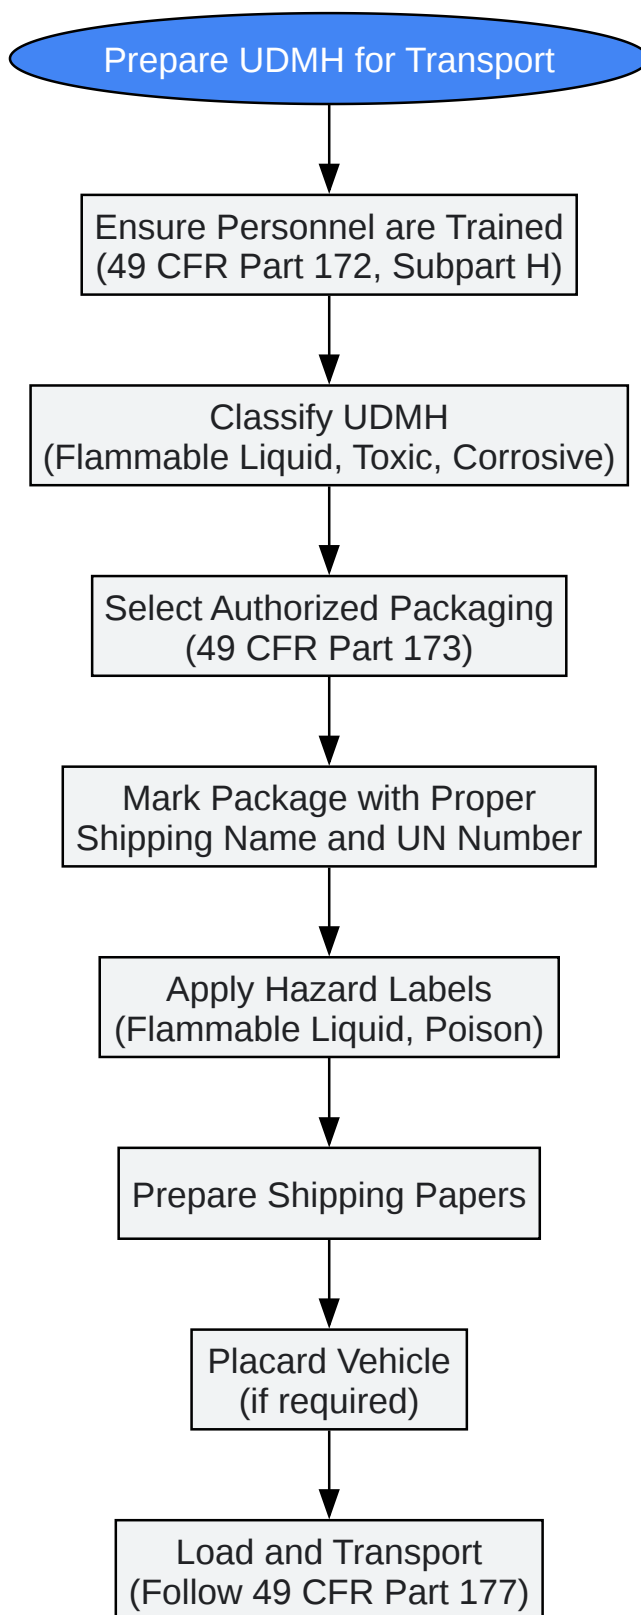 Prepare UDMH for Transport
Ensure Personnel are Trained
(49 CFR Part 172, Subpart H)
Classify UDMH
(Flammable Liquid, Toxic, Corrosive)
Select Authorized Packaging
(49 CFR Part 173)
Mark Package with Proper
Shipping Name and UN Number
Apply Hazard Labels
(Flammable Liquid, Poison)
Prepare Shipping Papers
Placard Vehicle
(if required)
Load and Transport
(Follow 49 CFR Part 177)